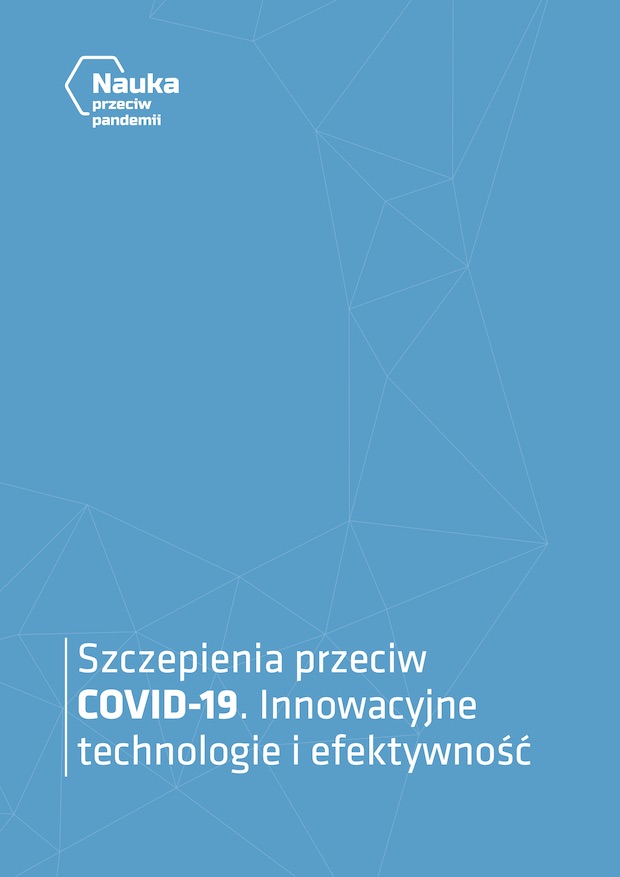 Nauka
przeciw
pandemii
Szczepienia przeciw
COVID-19. Innowacyjne
technologie i efektywność